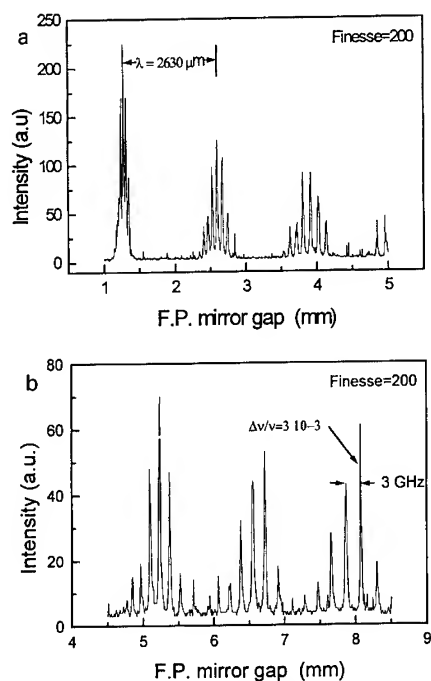 a
Finesse=200
λ = 2630 µm
250
200
150
100
50
0
Intensity (a.u)
1 2 3 4 5
F.P. mirror gap (mm)
b
Finesse=200
Δν/ν=3 10–3
3 GHz
80
60
40
20
0
Intensity (a.u.)
4 5 6 7 8 9
F.P. mirror gap (mm)